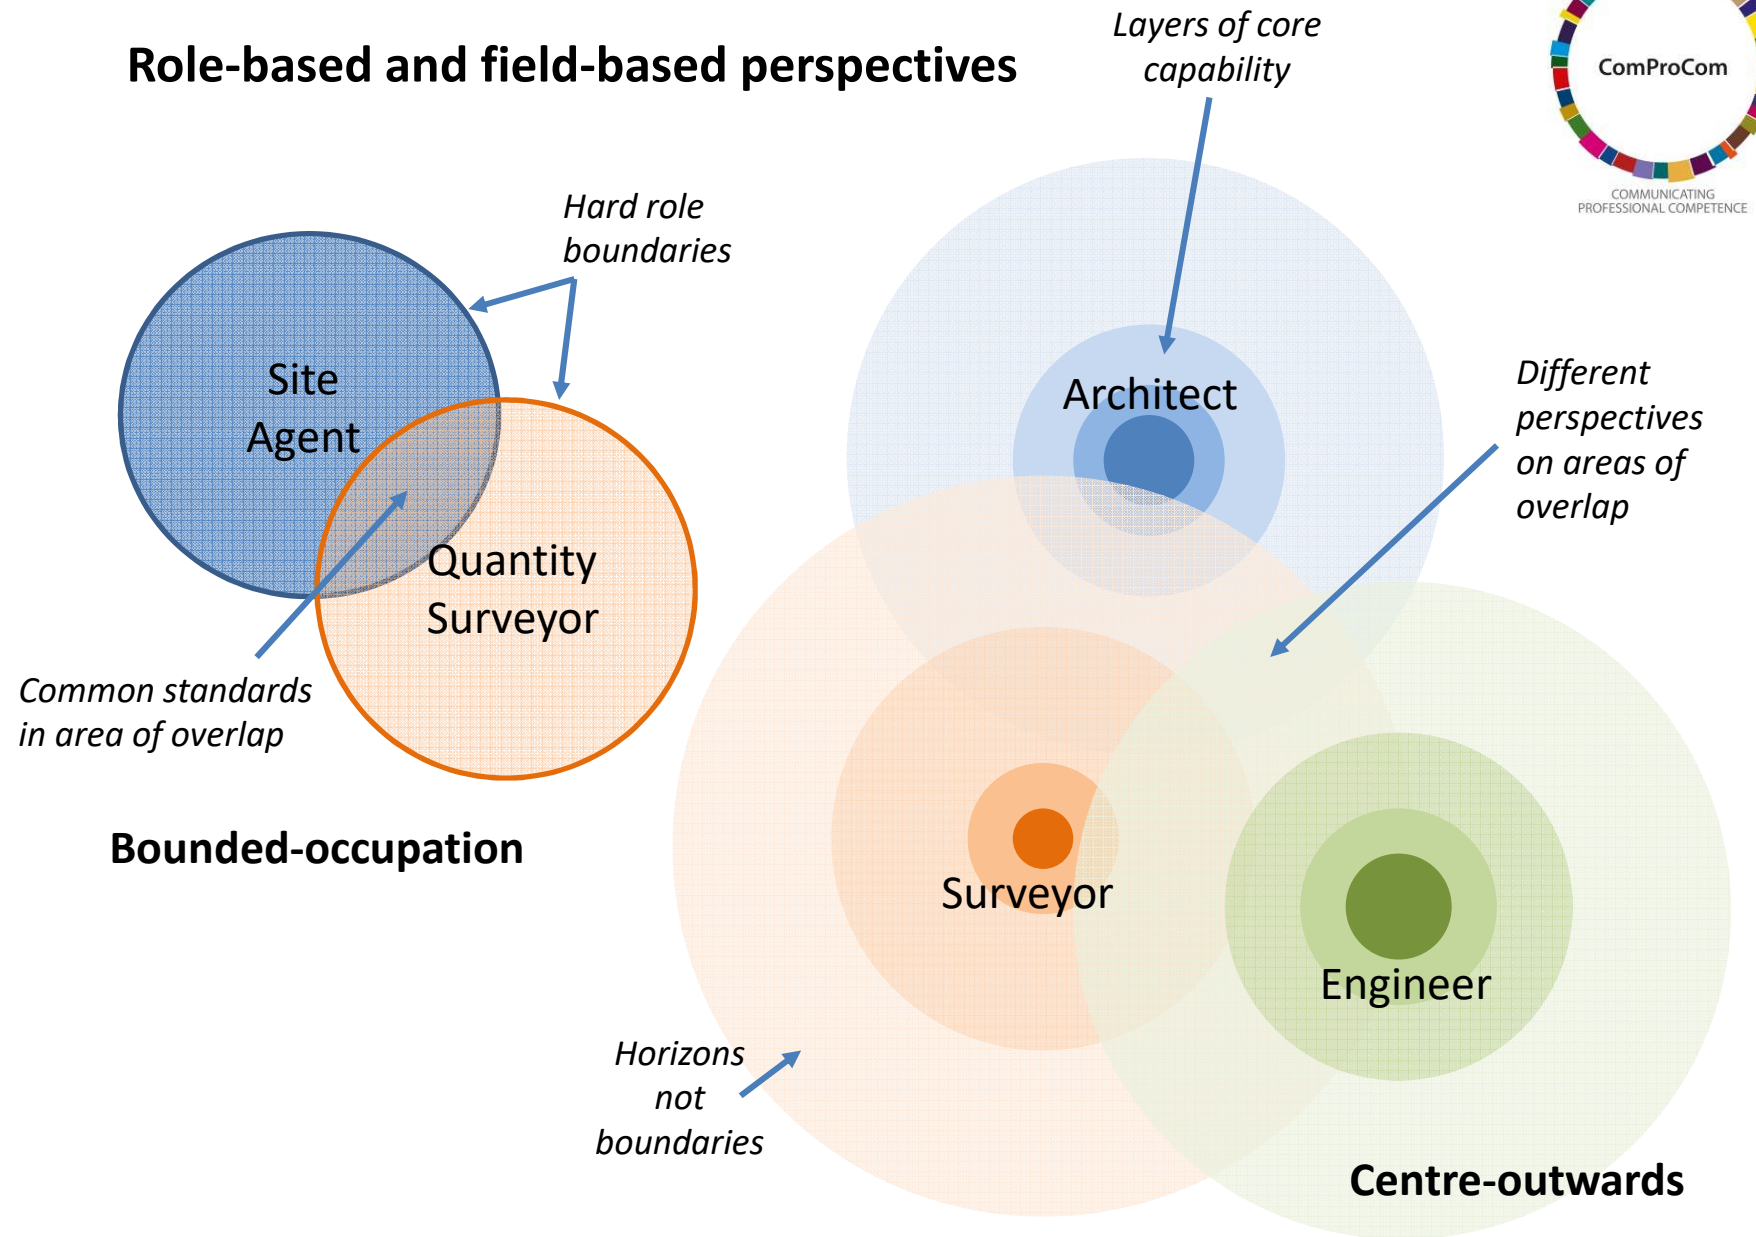 Role-based and field-based perspectives
Layers of core
capability
ComProCom
COMMUNICATING
PROFESSIONAL COMPETENCE
Hard role
boundaries
Site
Agent
Quantity
Surveyor
Common standards
in area of overlap
Bounded-occupation
Architect
Different
perspectives
on areas of
overlap
Surveyor
Engineer
Horizons
not
boundaries
Centre-outwards